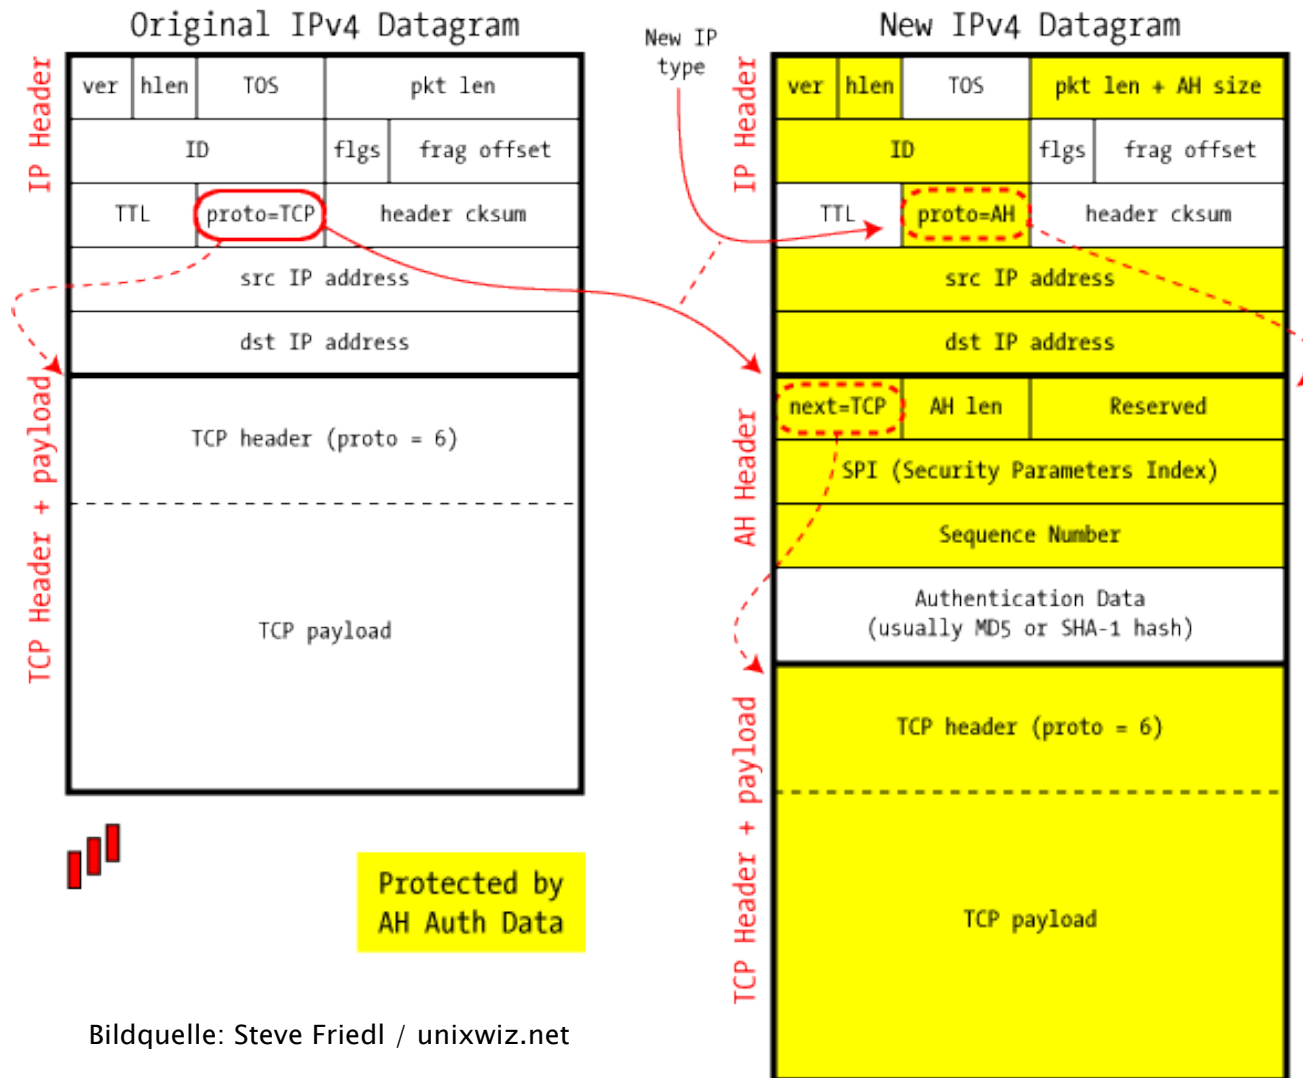 Original IPv4 Datagram
IP Header
ver hlen TOS pkt len
ID flgs frag offset
TTL proto=TCP header cksum
src IP address
dst IP address
TCP Header + payload
TCP header (proto = 6)
TCP payload
Protected by
AH Auth Data
Bildquelle: Steve Friedl / unixwiz.net
New IP
type
New IPv4 Datagram
IP Header
ver hlen TOS pkt len + AH size
ID flgs frag offset
TTL proto=AH header cksum
src IP address
dst IP address
AH Header
next=TCP AH len Reserved
SPI (Security Parameters Index)
Sequence Number
Authentication Data
(usually MD5 or SHA-1 hash)
TCP Header + payload
TCP header (proto = 6)
TCP payload